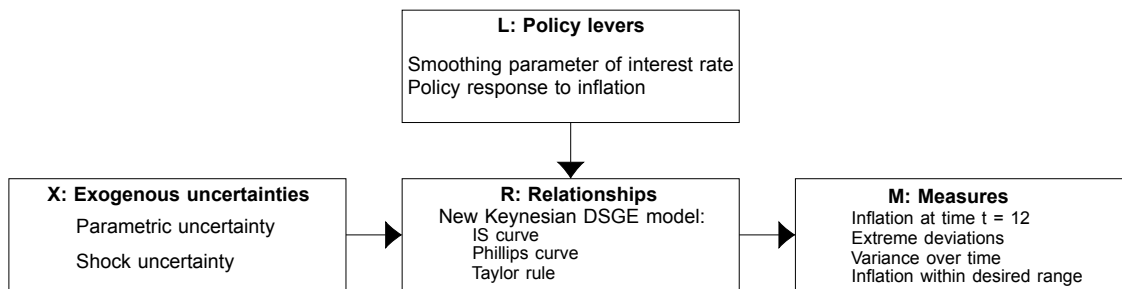 L: Policy levers
Smoothing parameter of interest rate
Policy response to inflation
X: Exogenous uncertainties
Parametric uncertainty
Shock uncertainty
R: Relationships
New Keynesian DSGE model:
IS curve
Phillips curve
Taylor rule
M: Measures
Inflation at time t = 12
Extreme deviations
Variance over time
Inflation within desired range